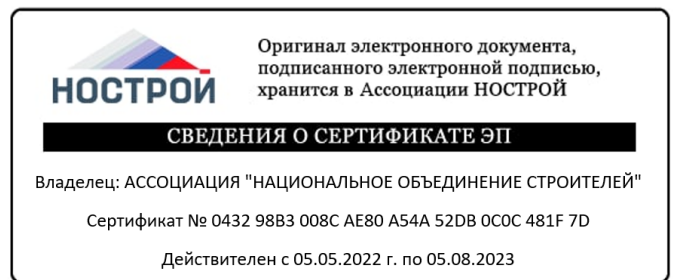 НОСТРОЙ
Оригинал электронного документа,
подписанного электронной подписью,
хранится в Ассоциации НОСТРОЙ
СВЕДЕНИЯ О СЕРТИФИКАТЕ ЭП
Владелец: АССОЦИАЦИЯ "НАЦИОНАЛЬНОЕ ОБЪЕДИНЕНИЕ СТРОИТЕЛЕЙ"
Сертификат № 0432 98B3 008C AE80 A54A 52DB 0C0C 481F 7D
Действителен с 05.05.2022 г. по 05.08.2023